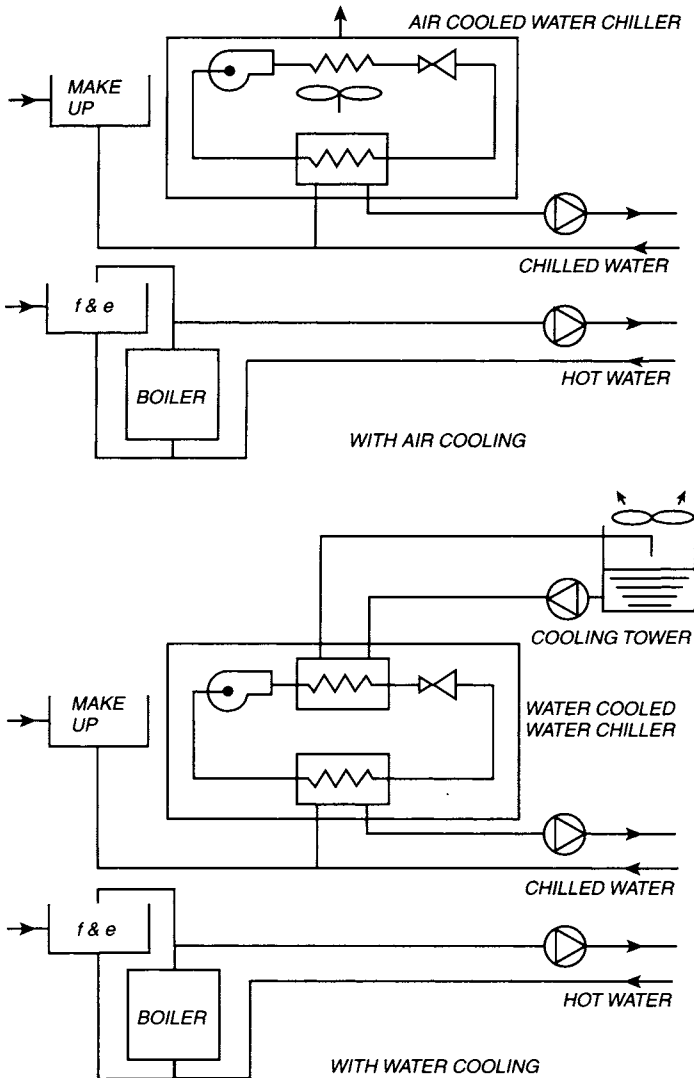 AIR COOLED WATER CHILLER
MAKE
UP
CHILLED WATER
f & e
BOILER
HOT WATER
WITH AIR COOLING
COOLING TOWER
MAKE
UP
WATER COOLED
WATER CHILLER
CHILLED WATER
f & e
BOILER
HOT WATER
WITH WATER COOLING